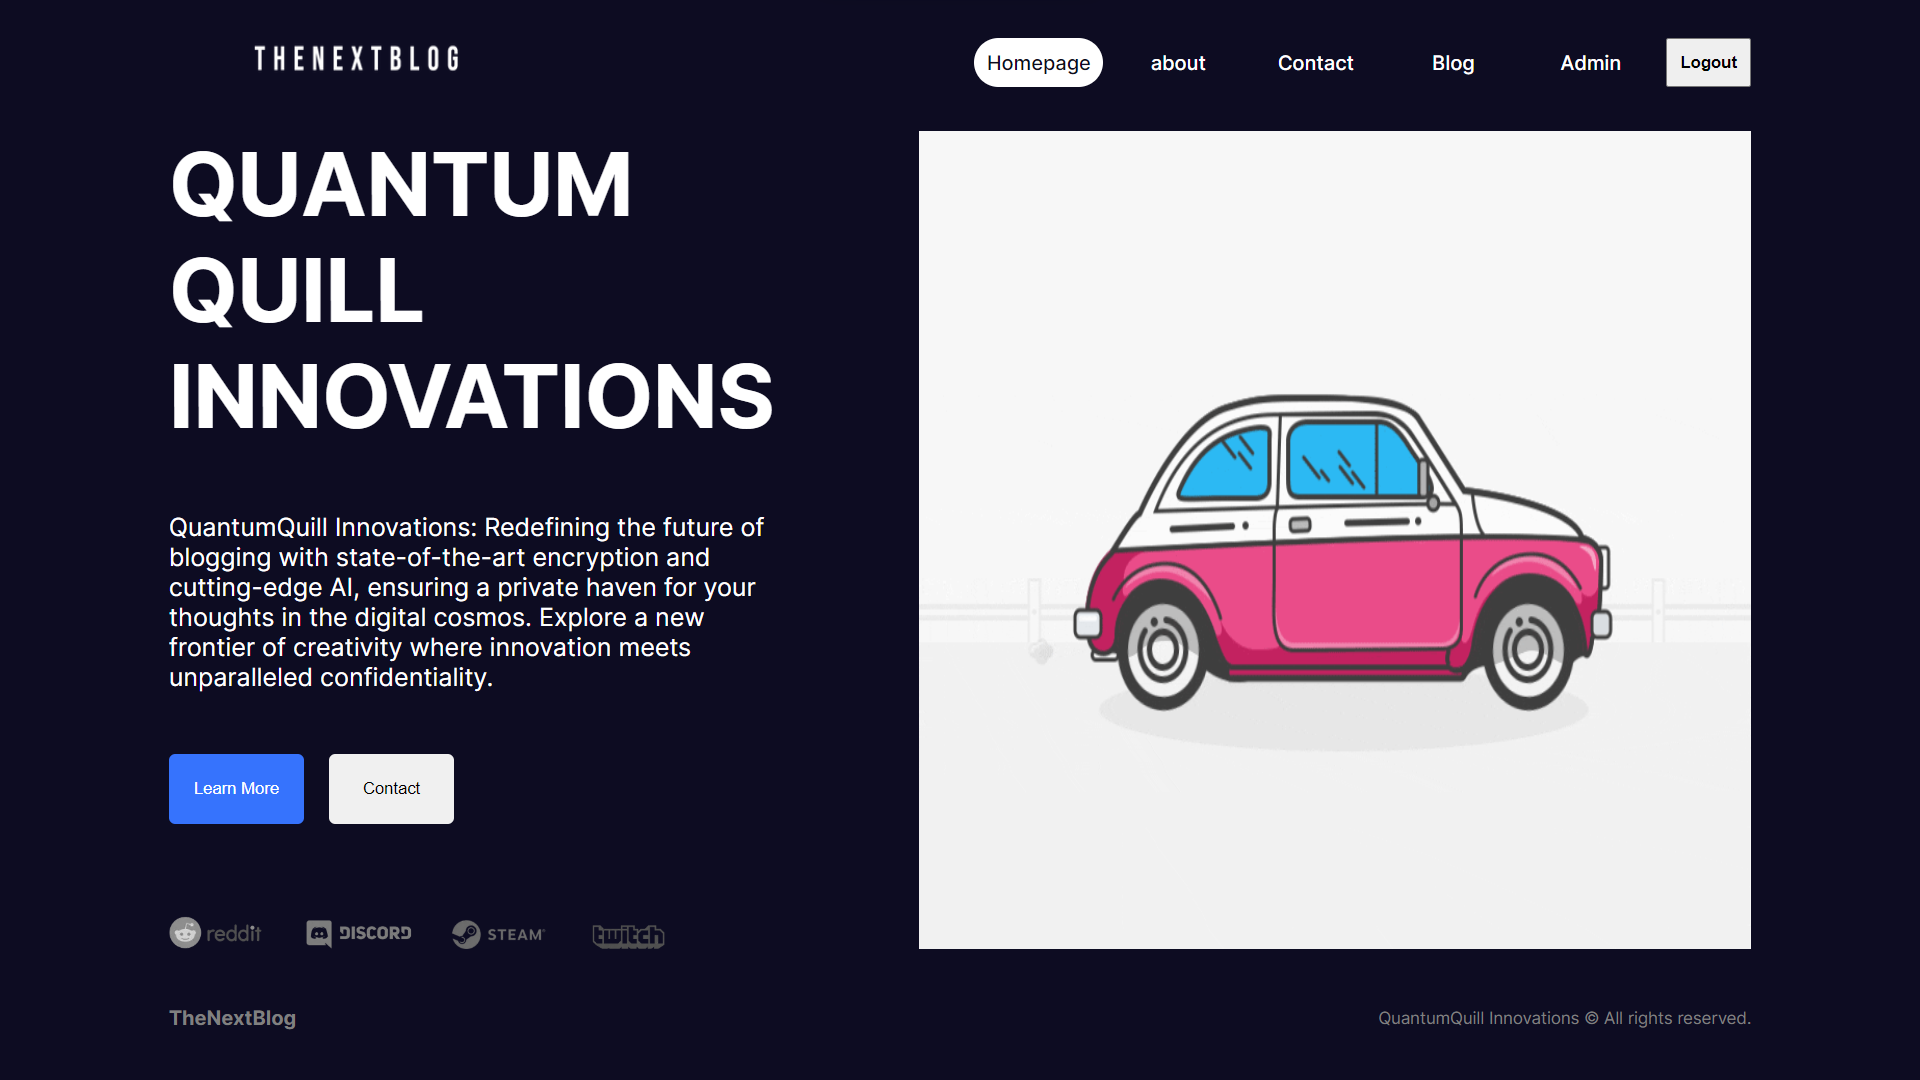 THENEXTBLOG
Homepage
about
Contact
Blog
Admin
Logout
QUANTUM
QUILL
INNOVATIONS
QuantumQuill Innovations: Redefining the future of
blogging with state-of-the-art encryption and
cutting-edge AI, ensuring a private haven for your
thoughts in the digital cosmos. Explore a new
frontier of creativity where innovation meets
unparalleled confidentiality.
Learn More
Contact
reddit
DISCORD
STEAM
twitch
TheNextBlog
QuantumQuill Innovations © All rights reserved.